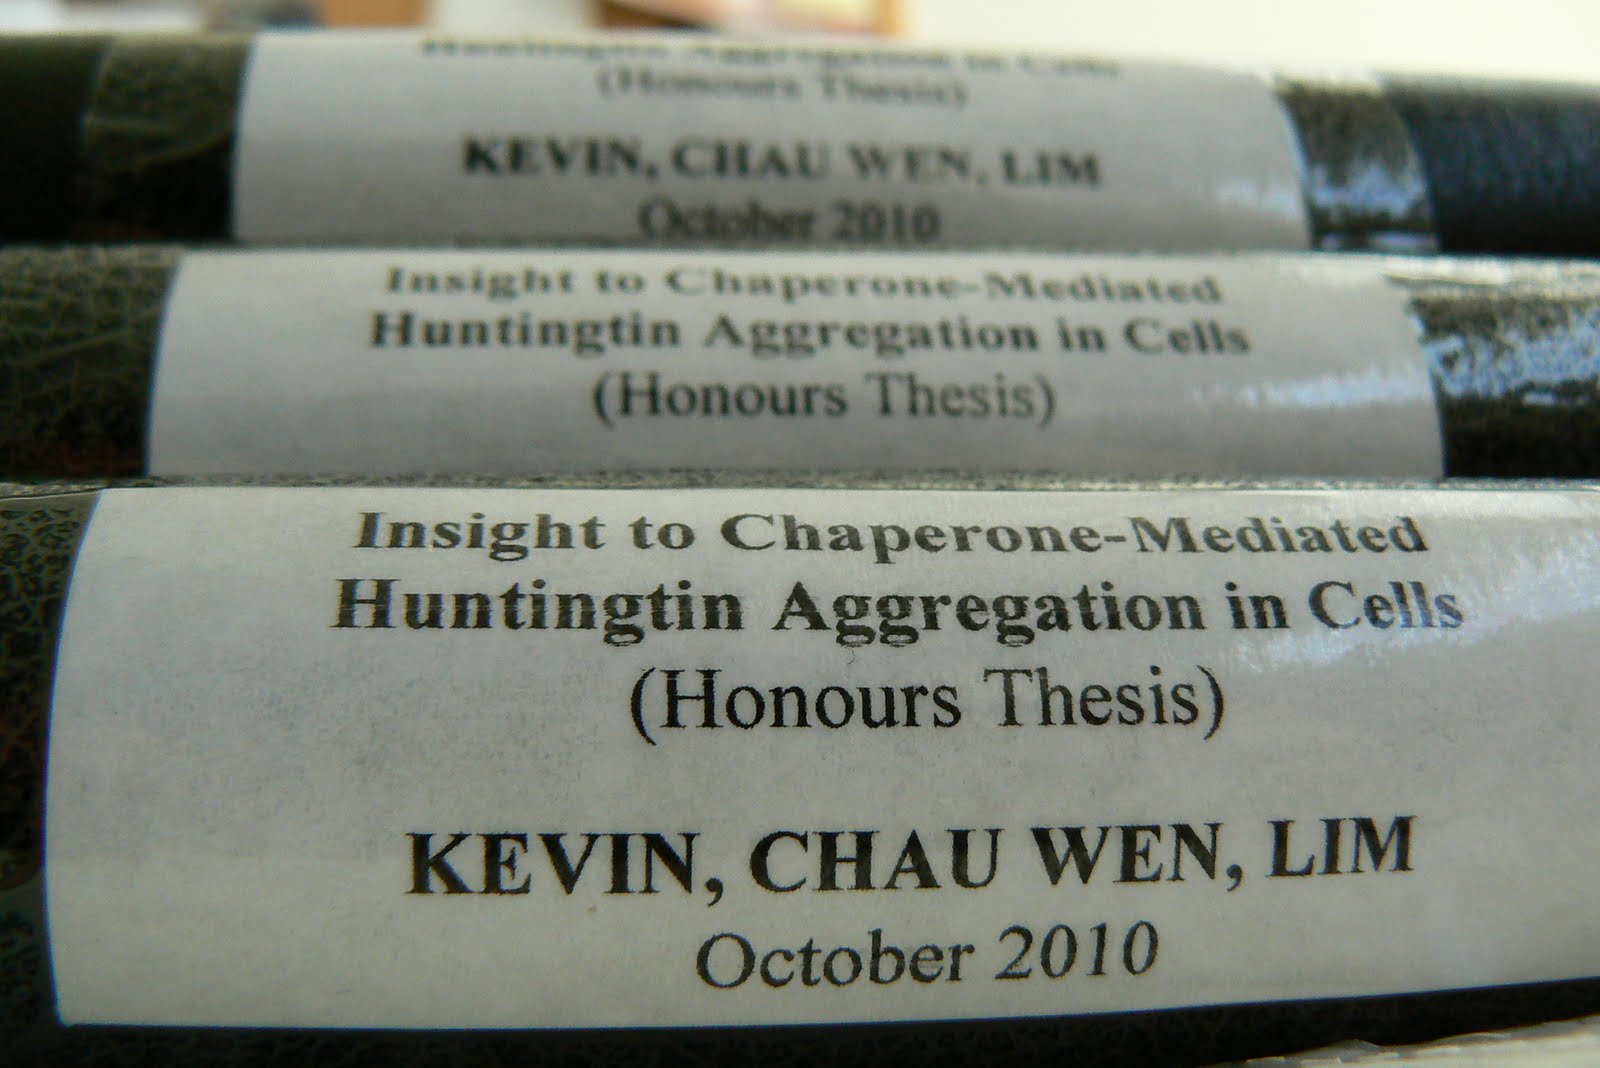 Huntingtin Aggregation in Cells
(Honours Thesis)
KEVIN, CHAU WEN, LIM
October 2010
Insight to Chaperone-Mediated
Huntingtin Aggregation in Cells
(Honours Thesis)
Insight to Chaperone-Mediated
Huntingtin Aggregation in Cells
(Honours Thesis)
KEVIN, CHAU WEN, LIM
October 2010